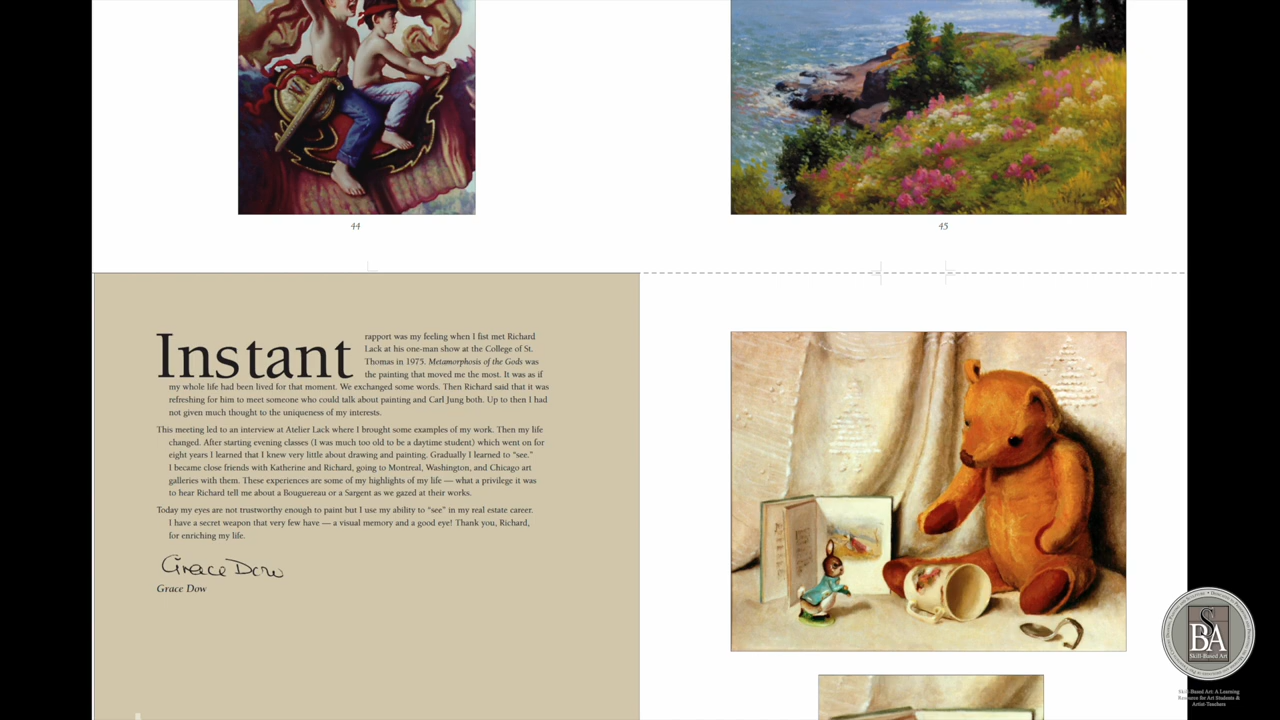 44
45
Instant rapport was my feeling when I fist met Richard
Lack at his one-man show at the College of St.
Thomas in 1975. Metamorphosis of the Gods was
the painting that moved me the most. It was as if
my whole life had been lived for that moment. We exchanged some words. Then Richard said that it was
refreshing for him to meet someone who could talk about painting and Carl Jung both. Up to then I had
not given much thought to the uniqueness of my interests.
This meeting led to an interview at Atelier Lack where I brought some examples of my work. Then my life
changed. After starting evening classes (I was much too old to be a daytime student) which went on for
eight years I learned that I knew very little about drawing and painting. Gradually I learned to “see.”
I became close friends with Katherine and Richard, going to Montreal, Washington, and Chicago art
galleries with them. These experiences are some of my highlights of my life — what a privilege it was
to hear Richard tell me about a Bouguereau or a Sargent as we gazed at their works.
Today my eyes are not trustworthy enough to paint but I use my ability to “see” in my real estate career.
I have a secret weapon that very few have — a visual memory and a good eye! Thank you, Richard,
for enriching my life.
Grace Dow
Grace Dow
SBA
Skill-Based Art
Skill-Based Art: A Learning
Resource for Art Students &
Artist-Teachers